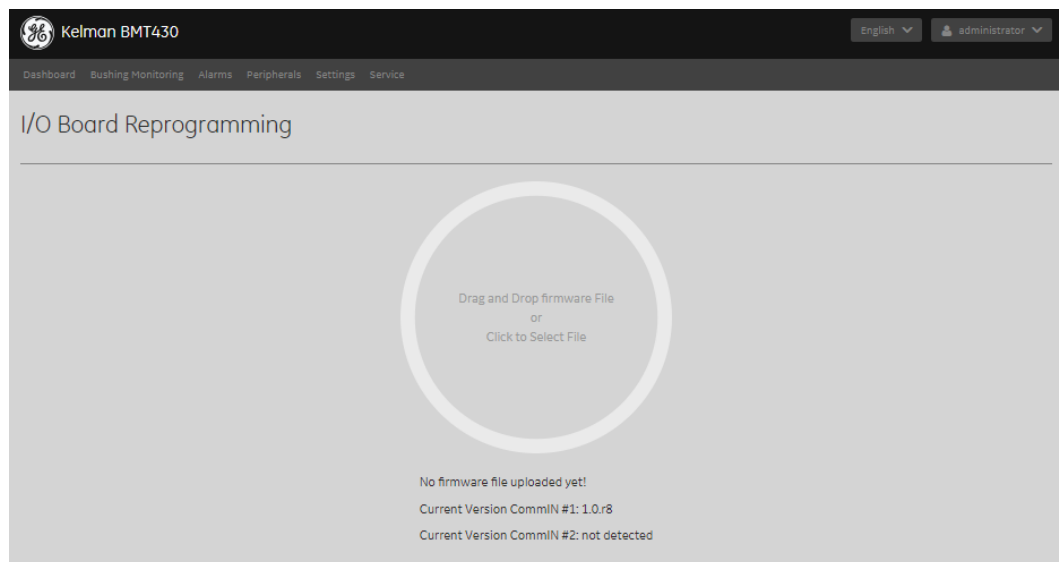 Kelman BMT430
English
administrator
Dashboard Bushing Monitoring Alarms Peripherals Settings Service
I/O Board Reprogramming
Drag and Drop firmware File
or
Click to Select File
No firmware file uploaded yet!
Current Version CommIN #1: 1.0.r8
Current Version CommIN #2: not detected